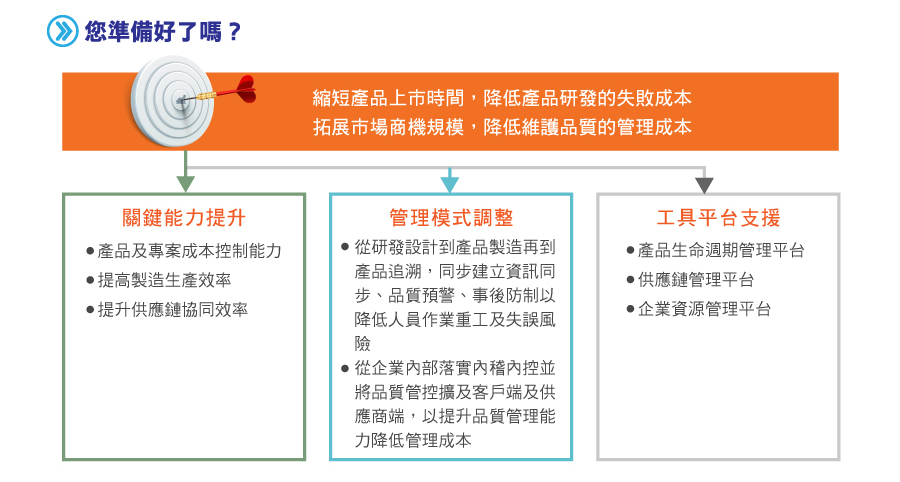 您準備好了嗎？
縮短產品上市時間，降低產品研發的失敗成本
拓展市場商機規模，降低維護品質的管理成本
關鍵能力提升
●產品及專案成本控制能力
●提高製造生產效率
●提升供應鏈協同效率
管理模式調整
●從研發設計到產品製造再到
產品追溯，同步建立資訊同
步、品質預警、事後防制以
降低人員作業重工及失誤風
險
●從企業內部落實內稽內控並
將品質管控擴及客戶端及供
應商端，以提升品質管理能
力降低管理成本
工具平台支援
●產品生命週期管理平台
●供應鏈管理平台
●企業資源管理平台